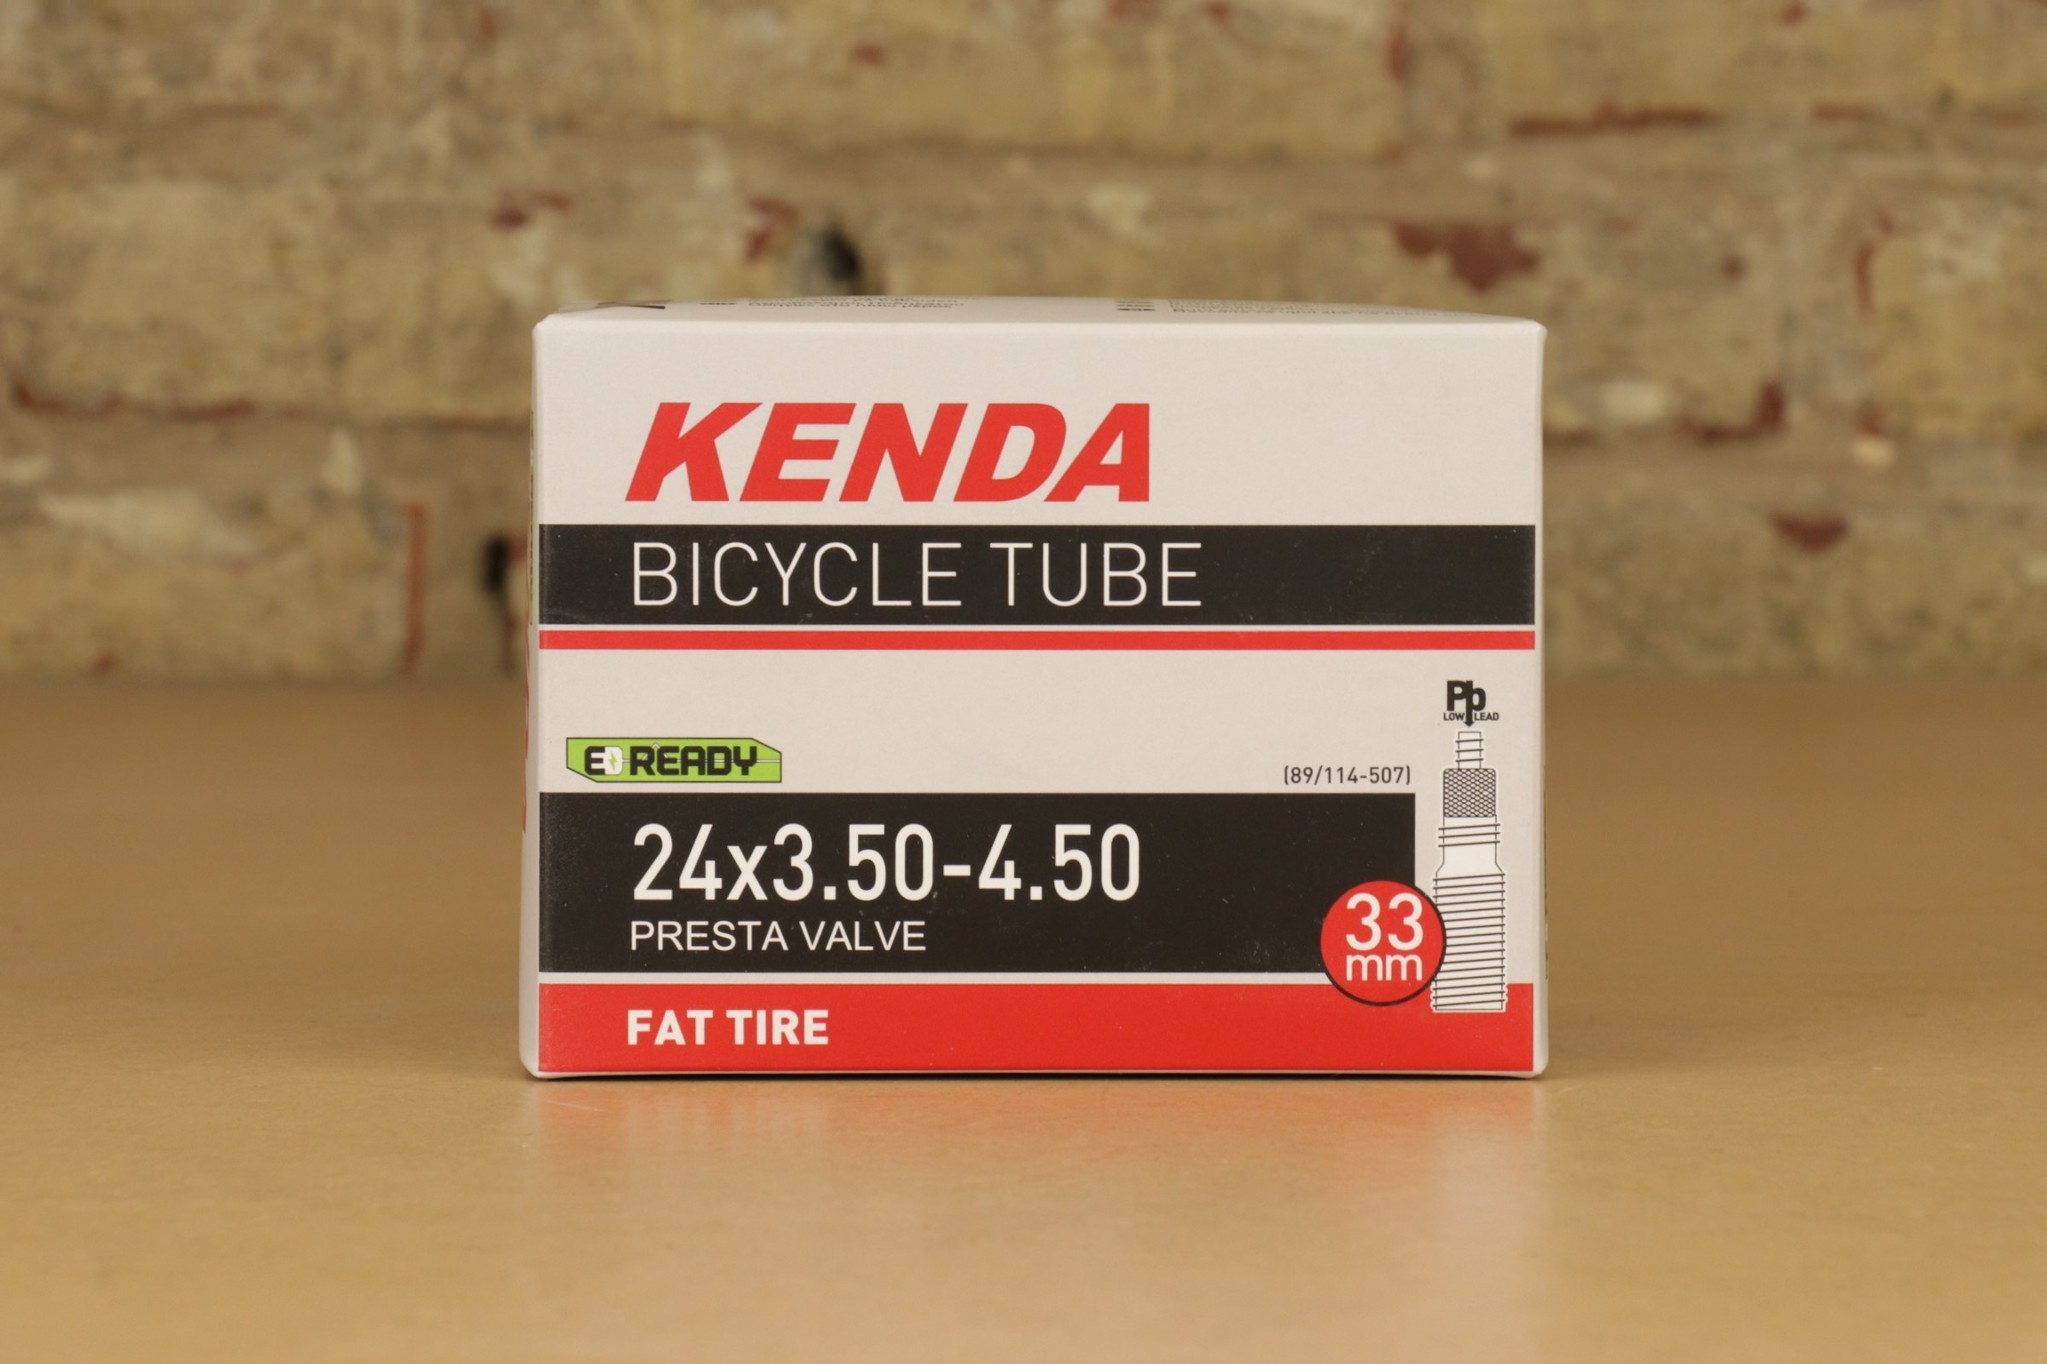 KENDA
BICYCLE TUBE
Pb
LOW LEAD
E READY
(89/114-507)
24x3.50-4.50
PRESTA VALVE
33
mm
FAT TIRE